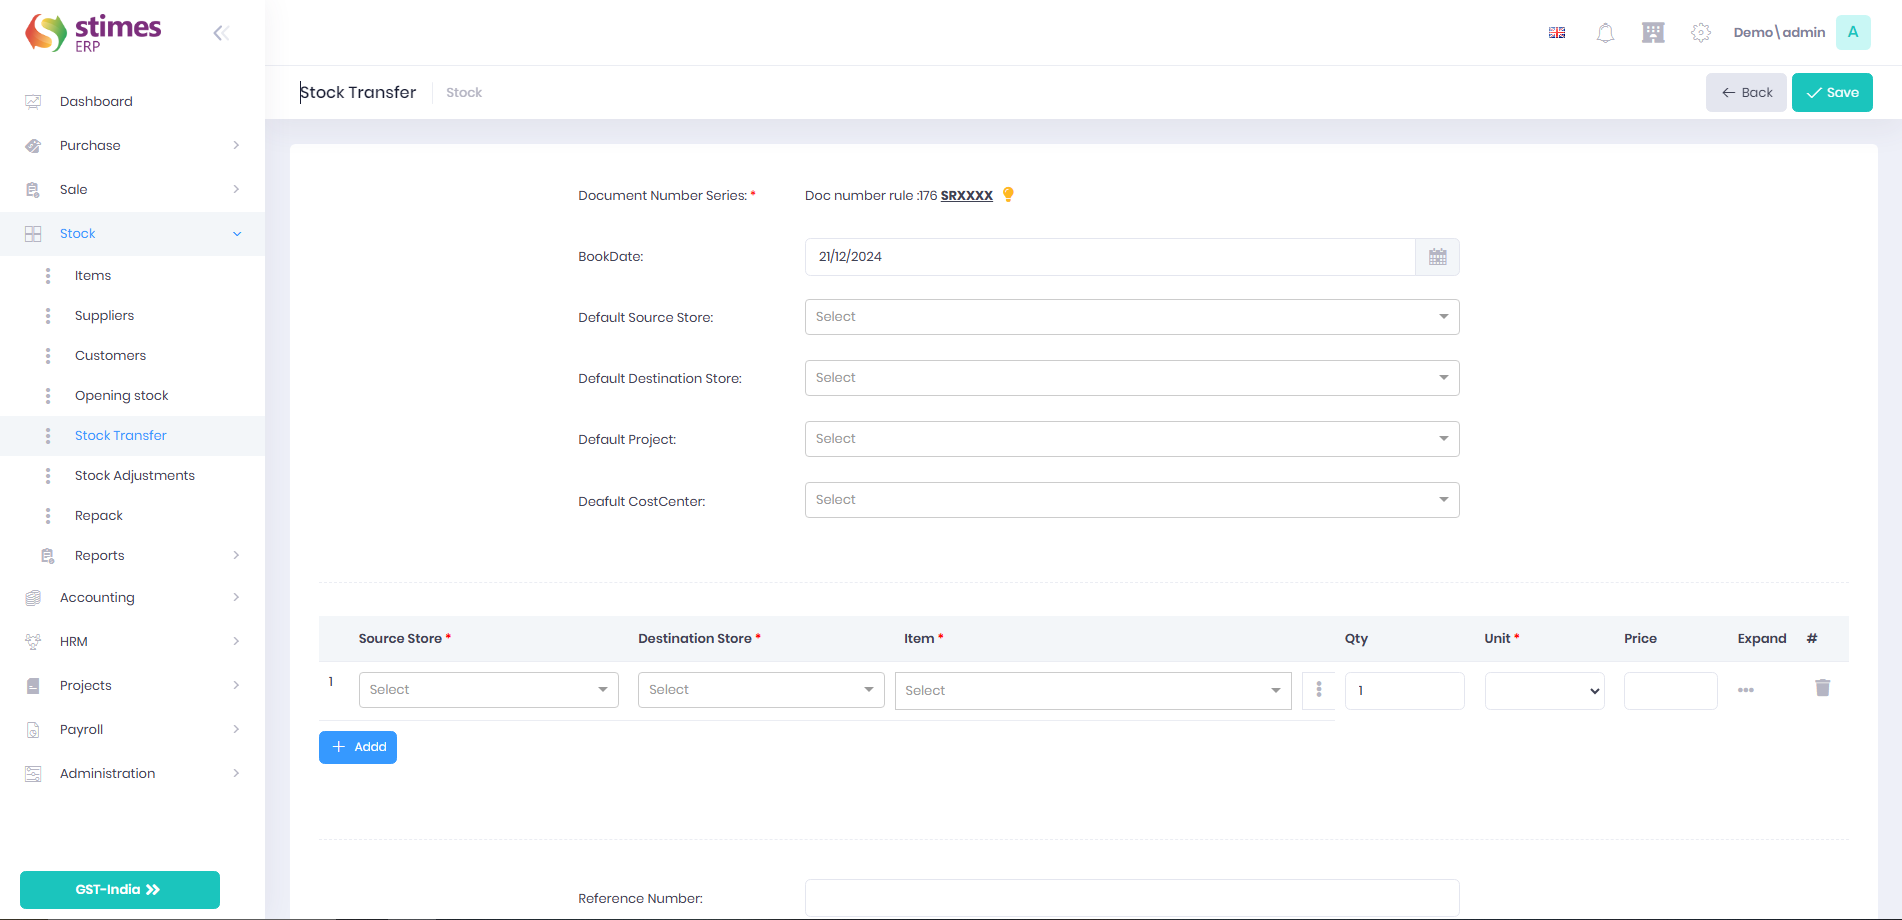 stimes
ERP
Demo\admin
A
Stock Transfer
Stock
Back
Save
Dashboard
Purchase
Sale
Stock
Items
Suppliers
Customers
Opening stock
Stock Transfer
Stock Adjustments
Repack
Reports
Accounting
HRM
Projects
Payroll
Administration
GST-India
Document Number Series: *
Doc number rule :176 SRXXXX
BookDate:
21/12/2024
Default Source Store:
Select
Default Destination Store:
Select
Default Project:
Select
Deafult CostCenter:
Select
Source Store * Destination Store * Item * Qty Unit * Price Expand #
1 Select Select Select 1
+ Addd
Reference Number: